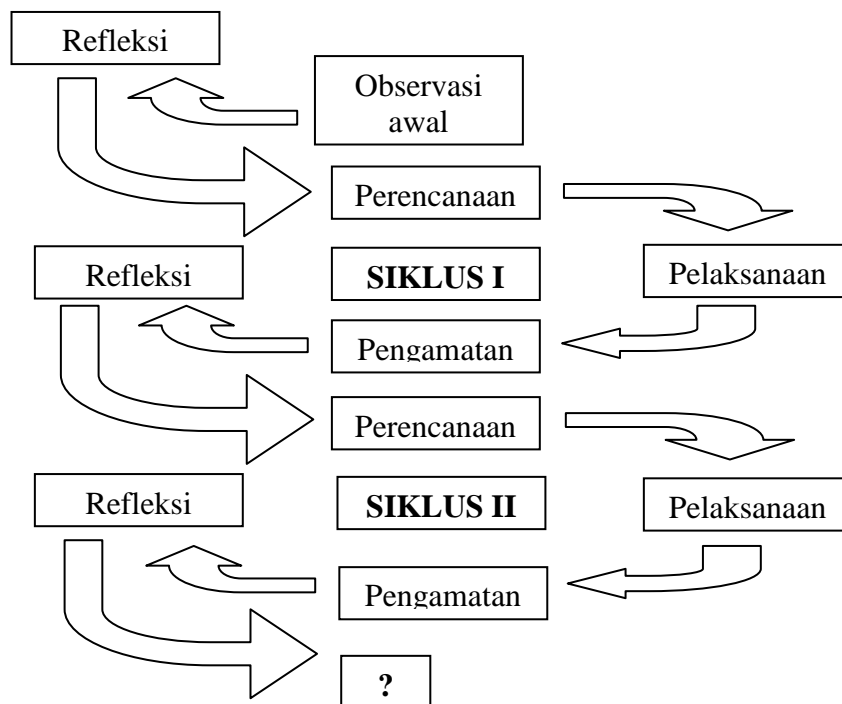 Refleksi
Observasi
awal
Perencanaan
Refleksi
SIKLUS I
Pelaksanaan
Pengamatan
Perencanaan
Refleksi
SIKLUS II
Pelaksanaan
Pengamatan
?